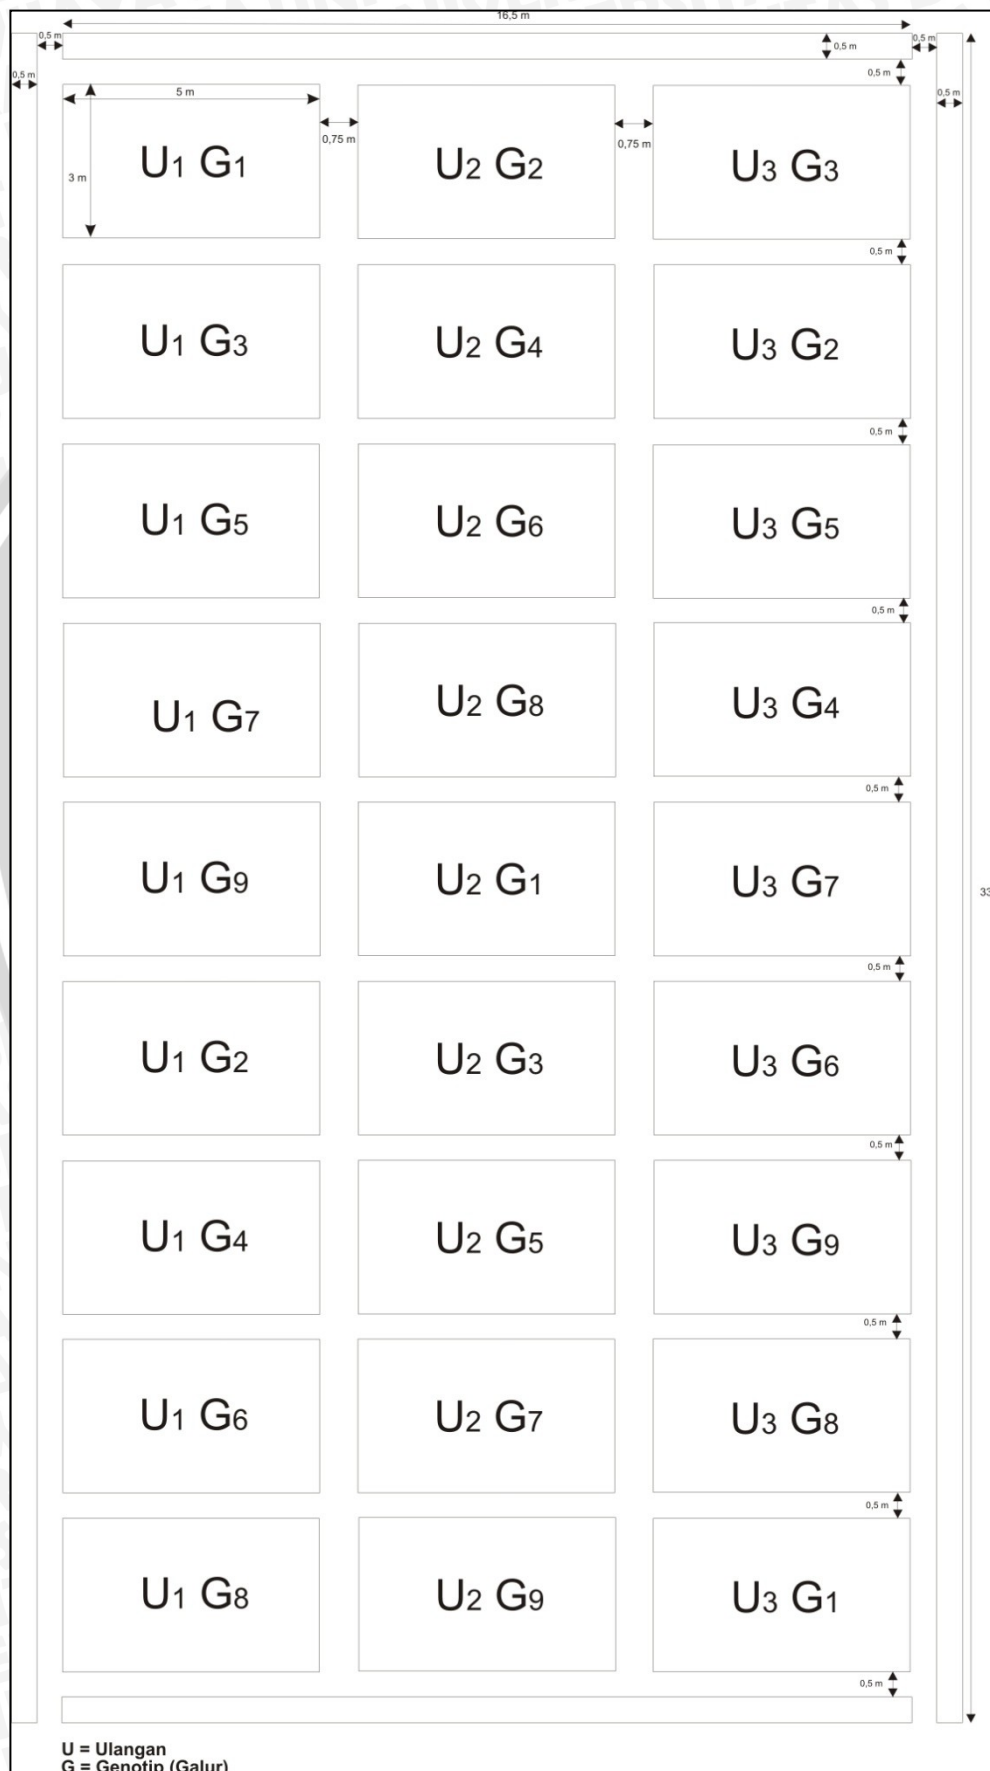 16,5 m
0,5 m
0,5 m
0,5 m
0,5 m
0,5 m
0,5 m
5 m
0,75 m
0,75 m
3 m
U1 G1
U2 G2
U3 G3
0,5 m
U1 G3
U2 G4
U3 G2
0,5 m
U1 G5
U2 G6
U3 G5
0,5 m
U1 G7
U2 G8
U3 G4
0,5 m
U1 G9
U2 G1
U3 G7
33
0,5 m
U1 G2
U2 G3
U3 G6
0,5 m
U1 G4
U2 G5
U3 G9
0,5 m
U1 G6
U2 G7
U3 G8
0,5 m
U1 G8
U2 G9
U3 G1
0,5 m
U = Ulangan
G = Genotip (Galur)